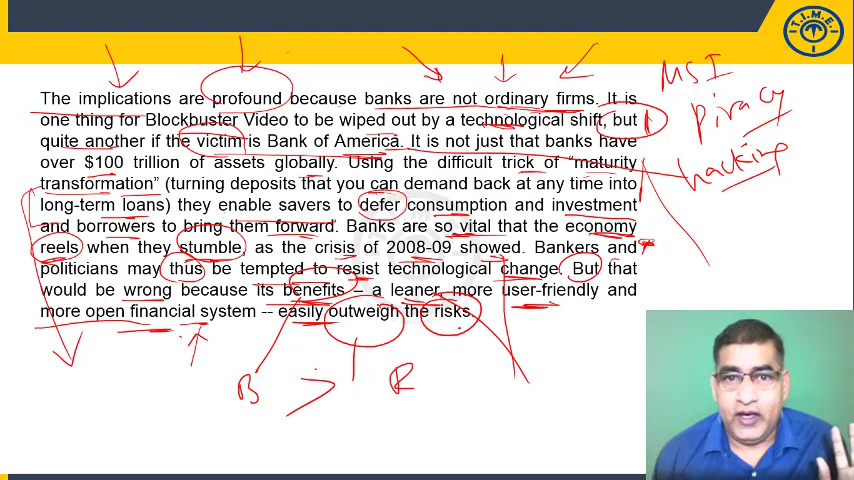 T.I.M.E.
The implications are profound because banks are not ordinary firms. It is
one thing for Blockbuster Video to be wiped out by a technological shift, but
quite another if the victim is Bank of America. It is not just that banks have
over $100 trillion of assets globally. Using the difficult trick of “maturity
transformation” (turning deposits that you can demand back at any time into
long-term loans) they enable savers to defer consumption and investment
and borrowers to bring them forward. Banks are so vital that the economy
reels when they stumble, as the crisis of 2008-09 showed. Bankers and
politicians may thus be tempted to resist technological change. But that
would be wrong because its benefits – a leaner, more user-friendly and
more open financial system -- easily outweigh the risks.
MSI
Piracy
hacking
B > R